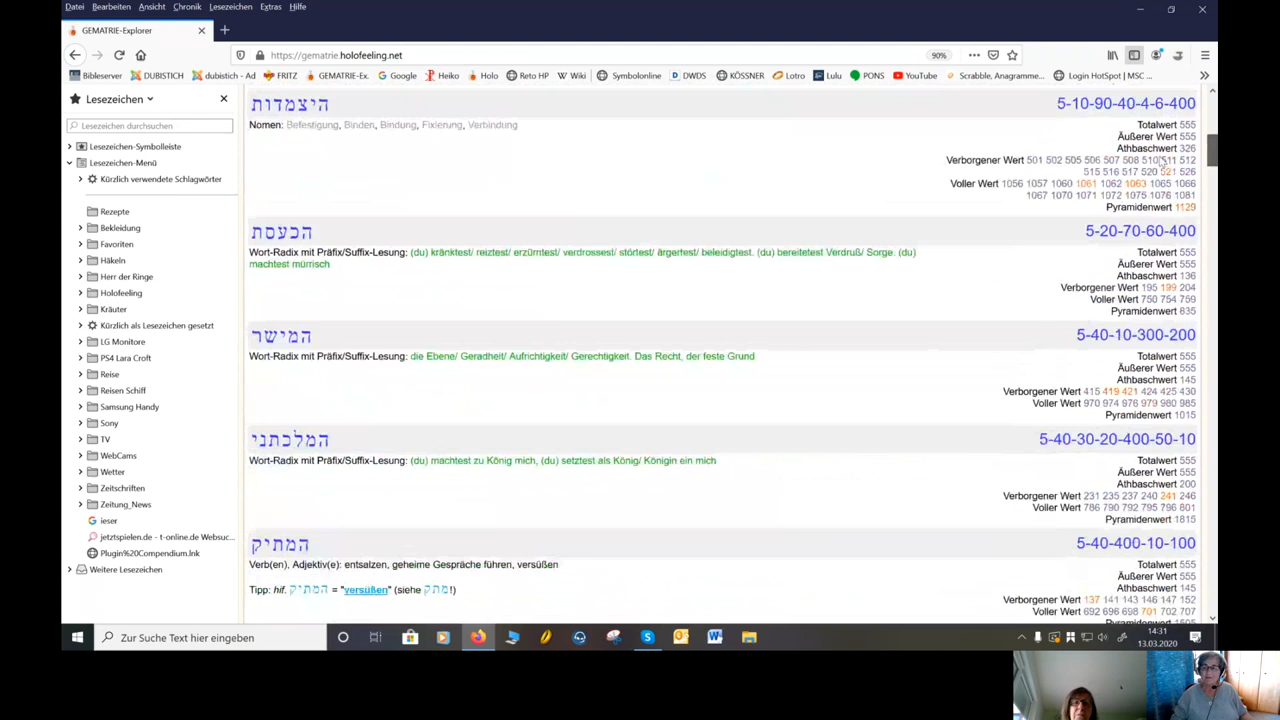 Datei Bearbeiten Ansicht Chronik Lesezeichen Extras Hilfe
GEMATRIE-Explorer
https://gematrie.holofeeling.net
90%
Bibleserver DUBISTICH dubistich - Ad FRITZ GEMATRIE-Ex. Google Heiko Holo Reto HP Wiki Symbolonline DWDS KÖSSNER Lotro Lulu PONS YouTube Scrabble, Anagramme... Login HotSpot | MSC ...
Lesezeichen
Lesezeichen durchsuchen
Lesezeichen-Symbolleiste
Lesezeichen-Menü
Kürzlich verwendete Schlagwörter
Rezepte
Bekleidung
Favoriten
Häkeln
Herr der Ringe
Holofeeling
Kräuter
Kürzlich als Lesezeichen gesetzt
LG Monitore
PS4 Lara Croft
Reise
Reisen Schiff
Samsung Handy
Sony
TV
WebCams
Wetter
Zeitschriften
Zeitung_News
ieser
jetztspielen.de - t-online.de Websuc...
Plugin%20Compendium.lnk
Weitere Lesezeichen
היצמדות 5-10-90-40-4-6-400
Nomen: Befestigung, Binden, Bindung, Fixierung, Verbindung
Totalwert 555
Äußerer Wert 555
Athbaschwert 326
Verborgener Wert 501 502 505 506 507 508 510 511 512
515 516 517 520 521 526
Voller Wert 1056 1057 1060 1061 1062 1063 1065 1066
1067 1070 1071 1072 1075 1076 1081
Pyramidenwert 1129
הכעסת 5-20-70-60-400
Wort-Radix mit Präfix/Suffix-Lesung: (du) kränktest/ reiztest/ erzürntest/ verdrossest/ störtest/ ärgertest/ beleidigtest. (du) bereitetest Verdruß/ Sorge. (du)
machtest mürrisch
Totalwert 555
Äußerer Wert 555
Athbaschwert 136
Verborgener Wert 195 199 204
Voller Wert 750 754 759
Pyramidenwert 835
המישר 5-40-10-300-200
Wort-Radix mit Präfix/Suffix-Lesung: die Ebene/ Geradheit/ Aufrichtigkeit/ Gerechtigkeit. Das Recht, der feste Grund
Totalwert 555
Äußerer Wert 555
Athbaschwert 145
Verborgener Wert 415 419 421 424 425 430
Voller Wert 970 974 976 979 980 985
Pyramidenwert 1015
המלכתני 5-40-30-20-400-50-10
Wort-Radix mit Präfix/Suffix-Lesung: (du) machtest zu König mich, (du) setztest als König/ Königin ein mich
Totalwert 555
Äußerer Wert 555
Athbaschwert 200
Verborgener Wert 231 235 237 240 241 246
Voller Wert 786 790 792 795 796 801
Pyramidenwert 1815
המתיק 5-40-400-10-100
Verb(en), Adjektiv(e): entsalzen, geheime Gespräche führen, versüßen
Tipp: hif. המתיק = "versüßen" (siehe מתק!)
Totalwert 555
Äußerer Wert 555
Athbaschwert 141
Verborgener Wert 137 141 143 146 147 152
Voller Wert 692 696 698 701 702 707
Zur Suche Text hier eingeben
14:31
13.03.2020